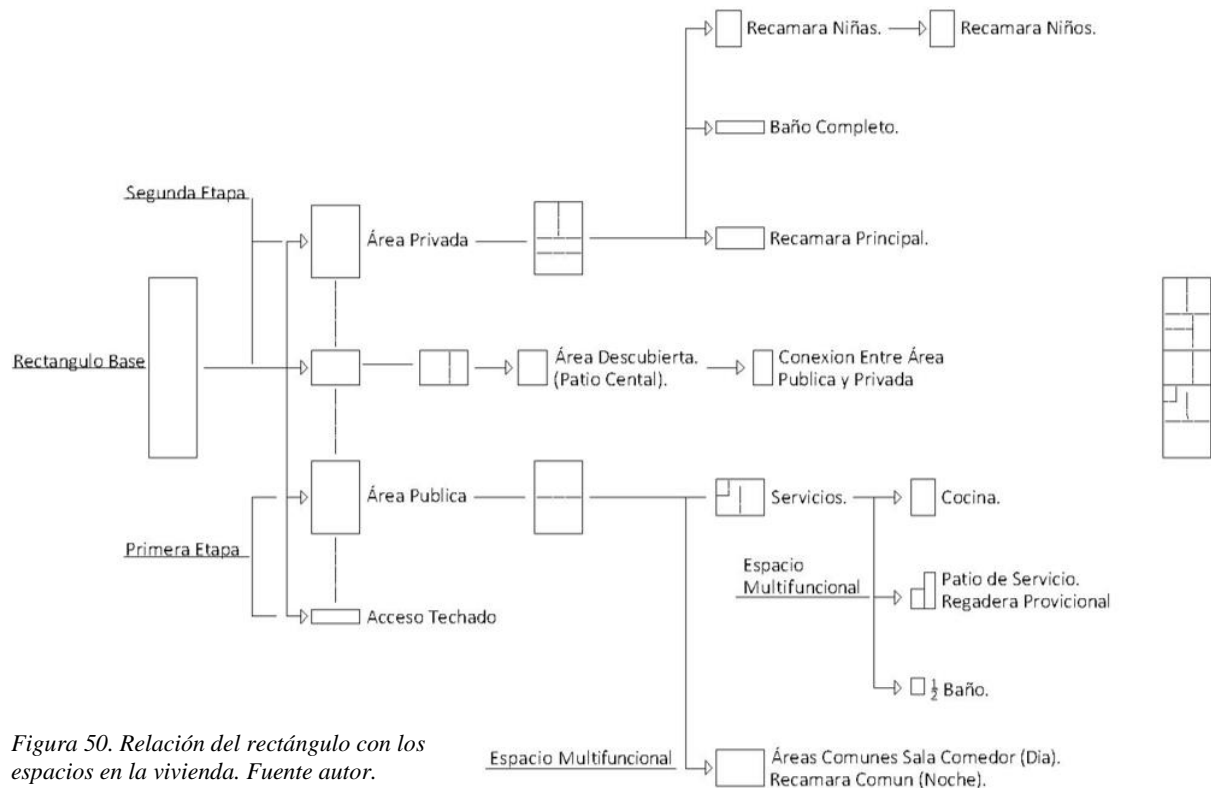 Recamara Niñas.
Recamara Niños.
Baño Completo.
Segunda Etapa
Área Privada
Recamara Principal.
Rectangulo Base
Área Descubierta.
(Patio Cental).
Conexion Entre Área
Publica y Privada
Área Publica
Servicios.
Cocina.
Primera Etapa
Espacio
Multifuncional
Patio de Servicio.
Regadera Provicional
Acceso Techado
½ Baño.
Figura 50. Relación del rectángulo con los
espacios en la vivienda. Fuente autor.
Espacio Multifuncional
Áreas Comunes Sala Comedor (Dia).
Recamara Comun (Noche).